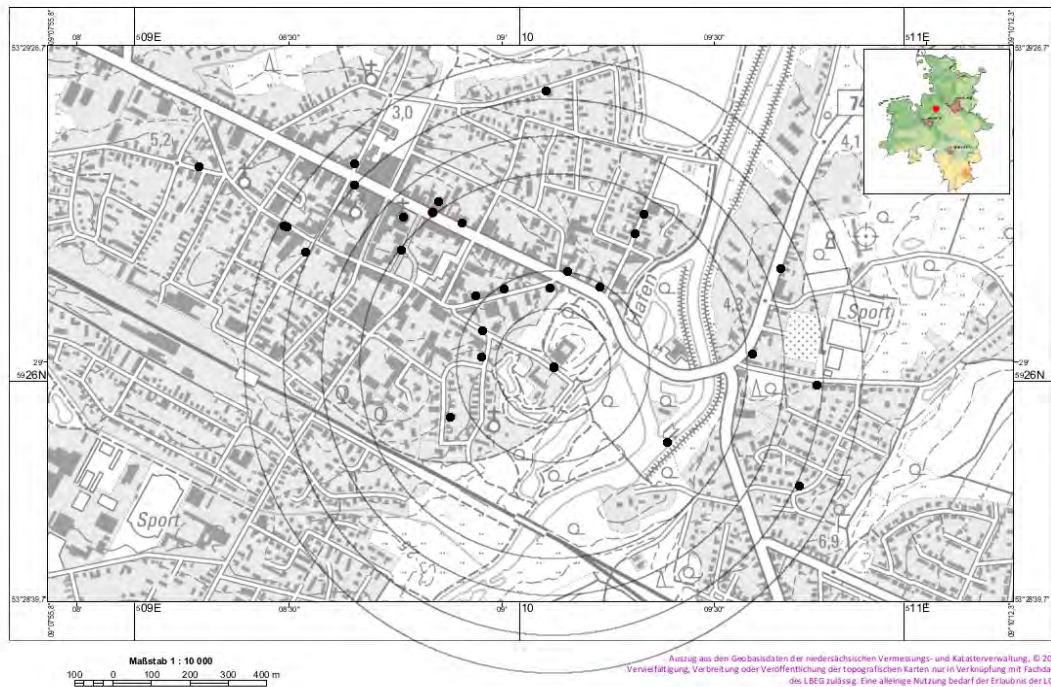 09°07'55,8"
53°29'26,7"
08'
509E
08'30"
09'
10
09'30"
511E
09°10'12,3"
53°29'26,7"
3,0
5,2
74
4,1
Hafen
4,3
Sport
29'
5926N
29'
5926N
Sport
6,9
53°28'39,7"
09°07'55,8"
08'
509E
08'30"
09'
10
09'30"
511E
09°10'12,3"
53°28'39,7"
Maßstab 1 : 10 000
100 0 100 200 300 400 m
Auszug aus den Geobasisdaten der niedersächsischen Vermessungs- und Katasterverwaltung, © 20
Vervielfältigung, Verbreitung oder Veröffentlichung der topografischen Karten nur in Verknüpfung mit Fachda
des LBEG zulässig. Eine alleinige Nutzung bedarf der Erlaubnis der LG